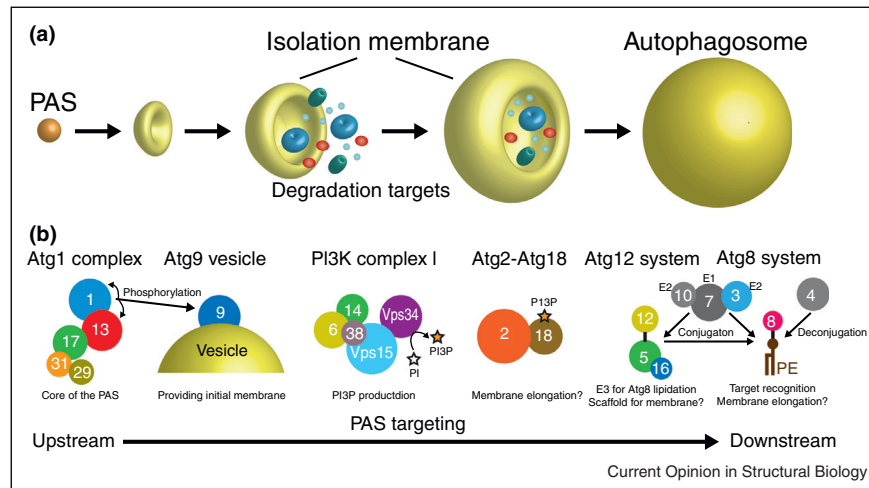 (a)
Isolation membrane
Autophagosome
PAS
Degradation targets
(b)
Atg1 complex
Atg9 vesicle
PI3K complex I
Atg2-Atg18
Atg12 system
Atg8 system
1
Phosphorylation
13
17
31
29
9
Vesicle
14
Vps34
6
38
Vps15
PI3P
PI
P13P
2
18
E1
E2
10
7
3
E2
4
12
Conjugation
8
Deconjugation
5
16
PE
Core of the PAS
Providing initial membrane
PI3P productdion
Membrane elongation?
E3 for Atg8 lipidation
Scaffold for membrane?
Target recognition
Membrane elongation?
PAS targeting
Upstream
Downstream
Current Opinion in Structural Biology